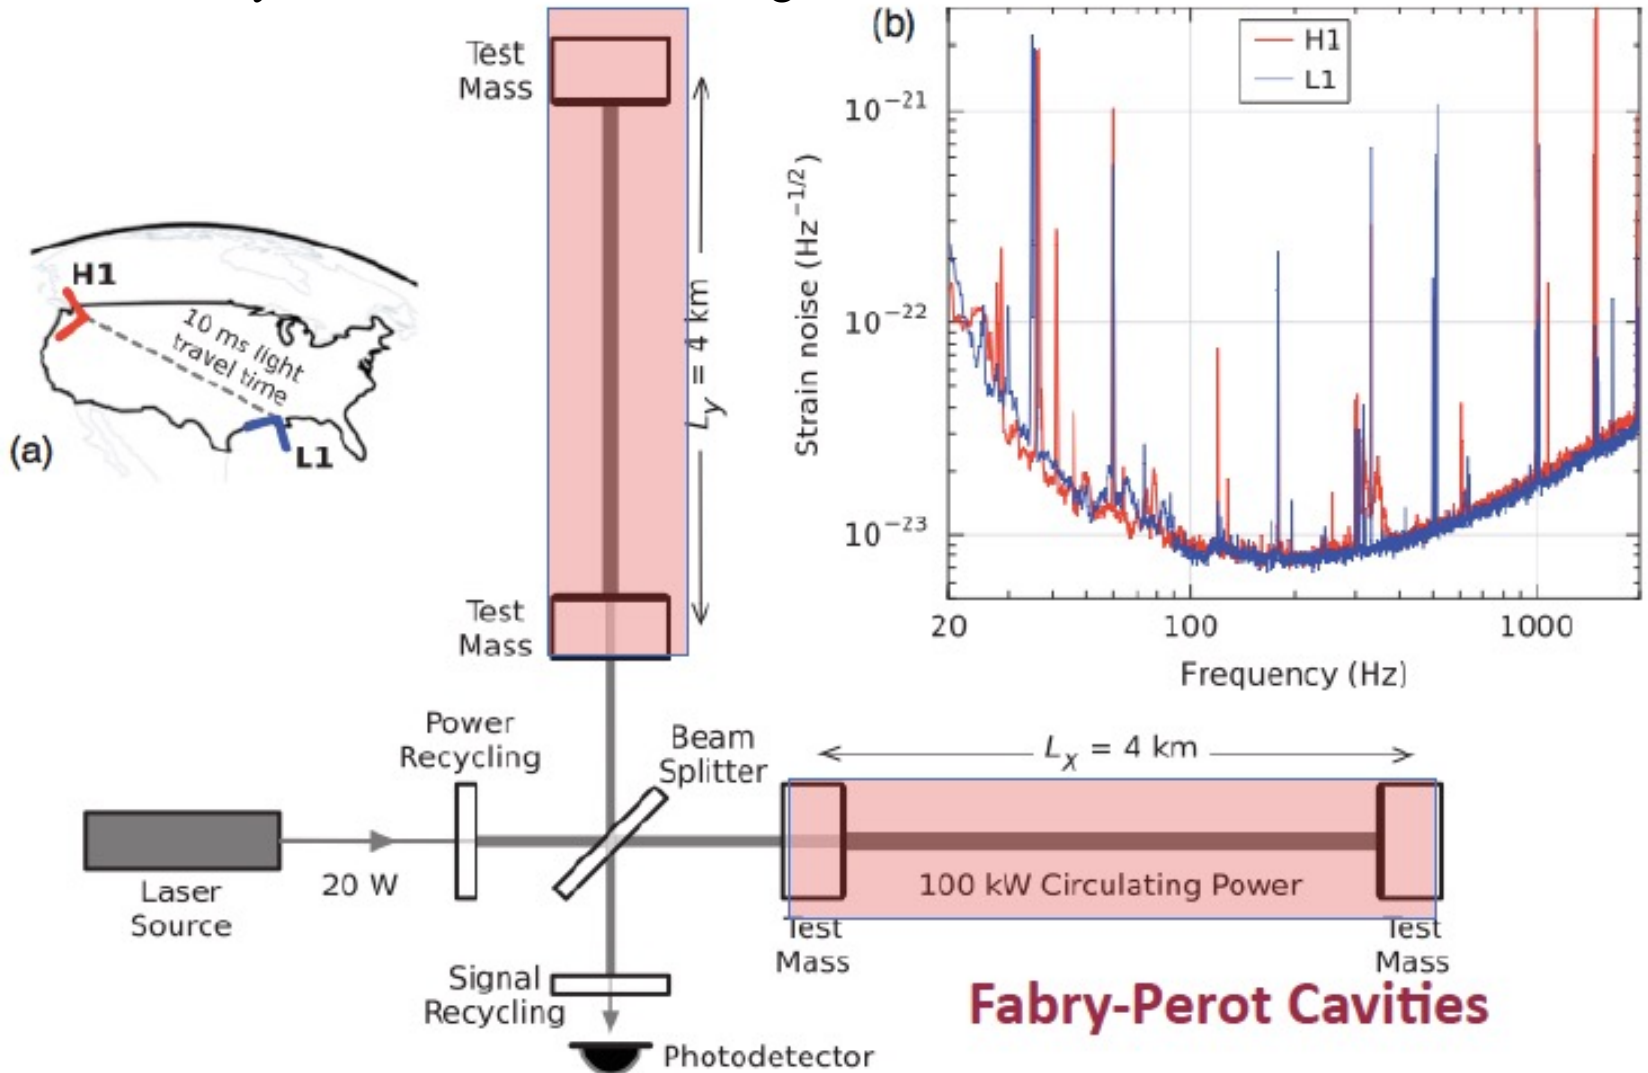 Test
Mass
L_y = 4 km
Test
Mass
(a)
H1
10 ms light
travel time
L1
(b)
H1
L1
10⁻²¹
10⁻²²
10⁻²³
Strain noise (Hz⁻¹/²)
20
100
1000
Frequency (Hz)
Power
Recycling
Beam
Splitter
L_x = 4 km
Laser
Source
20 W
100 kW Circulating Power
Test
Mass
Test
Mass
Signal
Recycling
Photodetector
Fabry-Perot Cavities